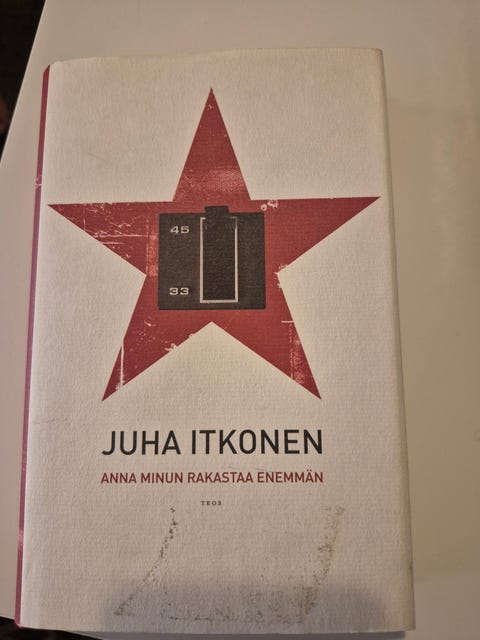 45
33
JUHA ITKONEN
ANNA MINUN RAKASTAA ENEMMÄN
TEOS